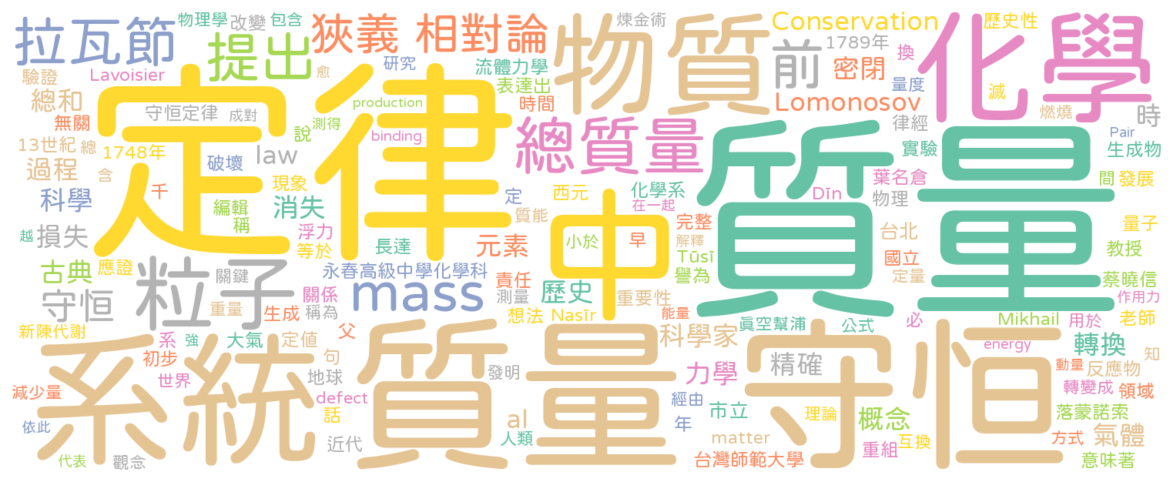 拉瓦節
物理學
改變
包含
狹義
相對論
煉金術
Conservation
歷史性
提出
驗證
Lavoisier
愈
研究
流體力學
表達出
時間
物質
前
1789年
換
密閉
量度
化學
滅
燃燒
總和
守恒定律
成對
production
測得
binding
無關
說
Lomonosov
律經
時
13世紀
總
1748年
law
過程
含
千
破壞
現象
定律
總質量
實驗
Pair
生成物
科學
編輯
稱
消失
浮力
等於
定
西元
質能
化學系
在一起
中
小於
早
完整
解釋
Tūsī
譽為
Dīn
葉名倉
物理
間
發展
質量
台北
國立
定量
量子
教授
蔡曉信
作用力
越
損失
應證
古典
長達
元素
永春高級中學化學科
責任
歷史
測量
重要性
粒子
關鍵
關係
稱為
重量
生成
mass
想法
Nasīr
能量
守恒
新陳代謝
系
強
大氣
定值
父
眞空幫浦
公式
必
Mikhail
用於
老師
科學家
初步
句
地球
世界
發明
減少量
defect
話
系統
質量守恒
力學
精確
energy
轉換
動量
知
反應物
轉變成
領域
依此
近代
代表
觀念
al
人類
經由
年
市立
理論
概念
互換
matter
重組
台灣師範大學
落蒙諾索
方式
氣體
意味著